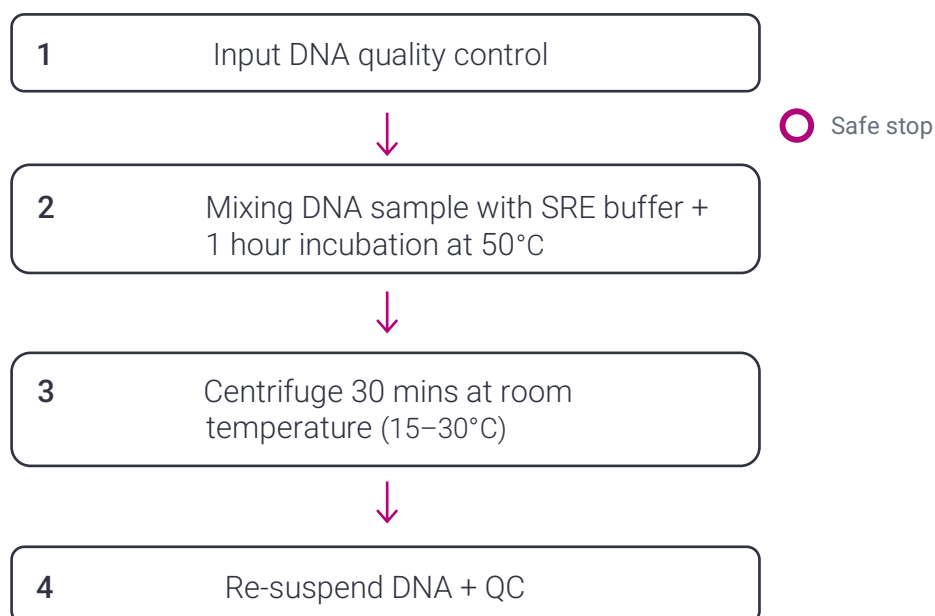 1 Input DNA quality control
Safe stop
2 Mixing DNA sample with SRE buffer +
1 hour incubation at 50°C
3 Centrifuge 30 mins at room
temperature (15–30°C)
4 Re-suspend DNA + QC